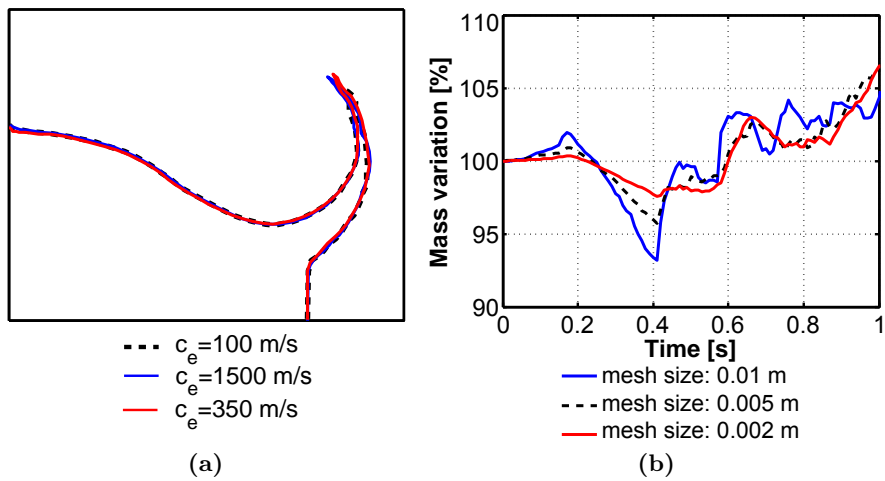 c_e=100 m/s
c_e=1500 m/s
c_e=350 m/s
(a)
Mass variation [%]
110
105
100
95
90
0 0.2 0.4 0.6 0.8 1
Time [s]
mesh size: 0.01 m
mesh size: 0.005 m
mesh size: 0.002 m
(b)